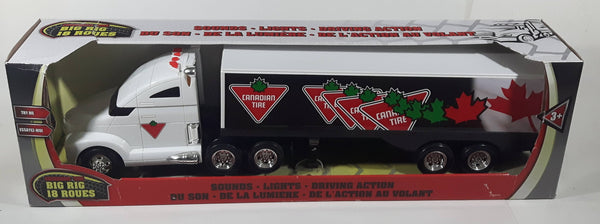 BIG RIG
18 ROUES
SOUNDS • LIGHTS • DRIVING ACTION
DU SON • DE LA LUMIÈRE • DE L'ACTION AU VOLANT
TRY ME
ESSAYEZ-MOI!
CANADIAN
TIRE
CANADIAN
TIRE
3+
BIG RIG
18 ROUES
SOUNDS • LIGHTS • DRIVING ACTION
DU SON • DE LA LUMIÈRE • DE L'ACTION AU VOLANT